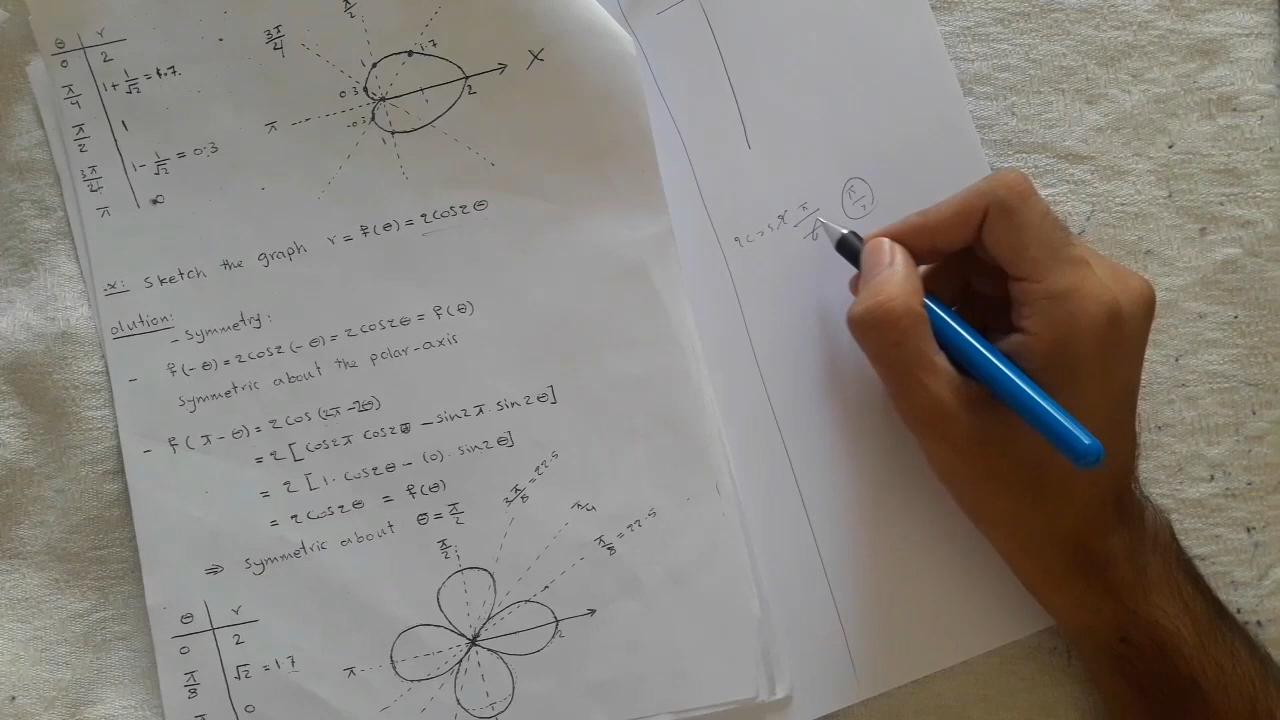 θ r
0 2
π/4 1+1/√2 = 1.7
π/2 1
3π/4 1-1/√2 = 0.3
π 0
π/2
3π/4
1.7
X
0.3
2
π
-0.3
.x: Sketch the graph r = f(θ) = 2cos2θ
olution:
- symmetry:
- f(-θ) = 2cos2(-θ) = 2cos2θ = f(θ)
symmetric about the polar-axis
- f(π-θ) = 2cos(2π-2θ)
= 2[cos2π cos2θ - sin2π. sin2θ]
= 2[1. cos2θ - (0). sin2θ]
= 2cos2θ = f(θ)
⇒ symmetric about θ = π/2
θ r
0 2
π/8 √2 = 1.7
0
π/2
3π/8 = 22.5
π/4
π/8 = 22.5
2
π
π/2